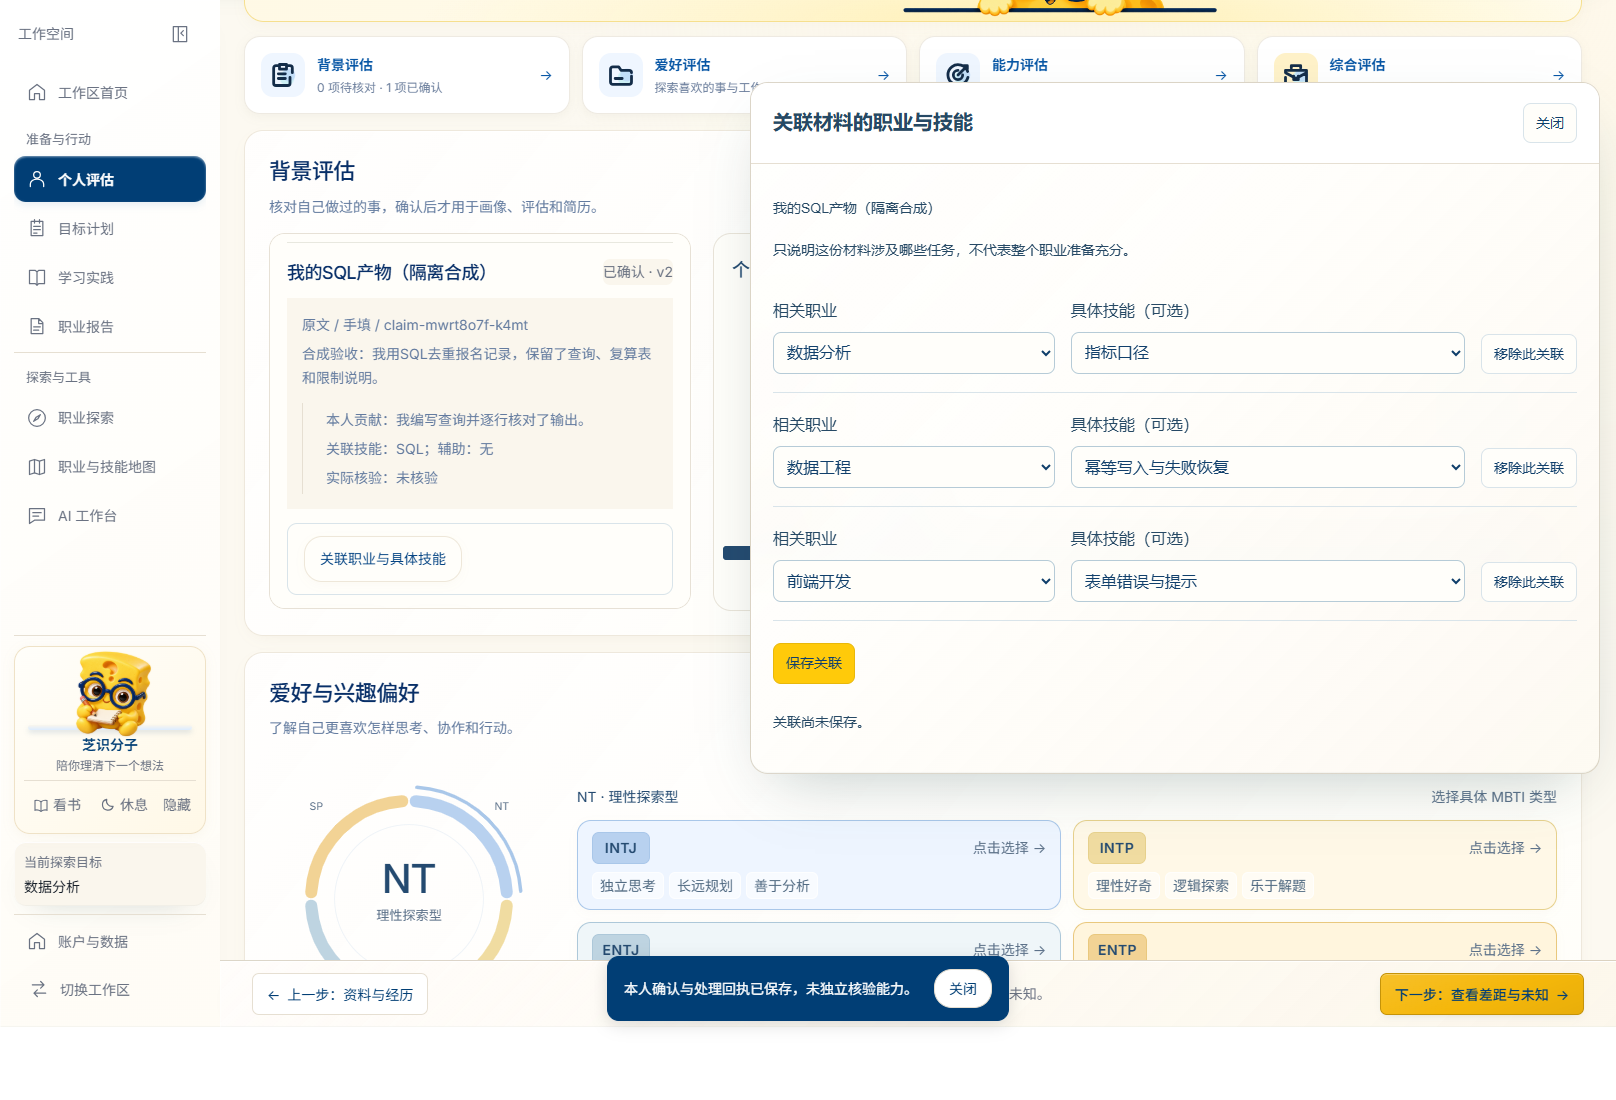 工作空间
工作区首页
准备与行动
个人评估
目标计划
学习实践
职业报告
探索与工具
职业探索
职业与技能地图
AI 工作台
芝识分子
陪你理清下一个想法
看书 休息 隐藏
当前探索目标
数据分析
账户与数据
切换工作区
背景评估
0 项待核对 · 1 项已确认
爱好评估
探索喜欢的事与工
能力评估
综合评估
背景评估
核对自己做过的事，确认后才用于画像、评估和简历。
我的SQL产物（隔离合成）
已确认 · v2
原文 / 手填 / claim-mwrt8o7f-k4mt
合成验收：我用SQL去重报名记录，保留了查询、复算表
和限制说明。
本人贡献：我编写查询并逐行核对了输出。
关联技能：SQL；辅助：无
实际核验：未核验
关联职业与具体技能
个
关联材料的职业与技能
关闭
我的SQL产物（隔离合成）
只说明这份材料涉及哪些任务，不代表整个职业准备充分。
相关职业 具体技能（可选）
数据分析 指标口径 移除此关联
相关职业 具体技能（可选）
数据工程 幂等写入与失败恢复 移除此关联
相关职业 具体技能（可选）
前端开发 表单错误与提示 移除此关联
保存关联
关联尚未保存。
爱好与兴趣偏好
了解自己更喜欢怎样思考、协作和行动。
SP NT
NT
理性探索型
NT · 理性探索型
选择具体 MBTI 类型
INTJ 点击选择 →
独立思考 长远规划 善于分析
INTP 点击选择 →
理性好奇 逻辑探索 乐于解题
ENTJ 点击选择 →
ENTP 点击选择 →
← 上一步：资料与经历
本人确认与处理回执已保存，未独立核验能力。 关闭
未知。
下一步：查看差距与未知 →